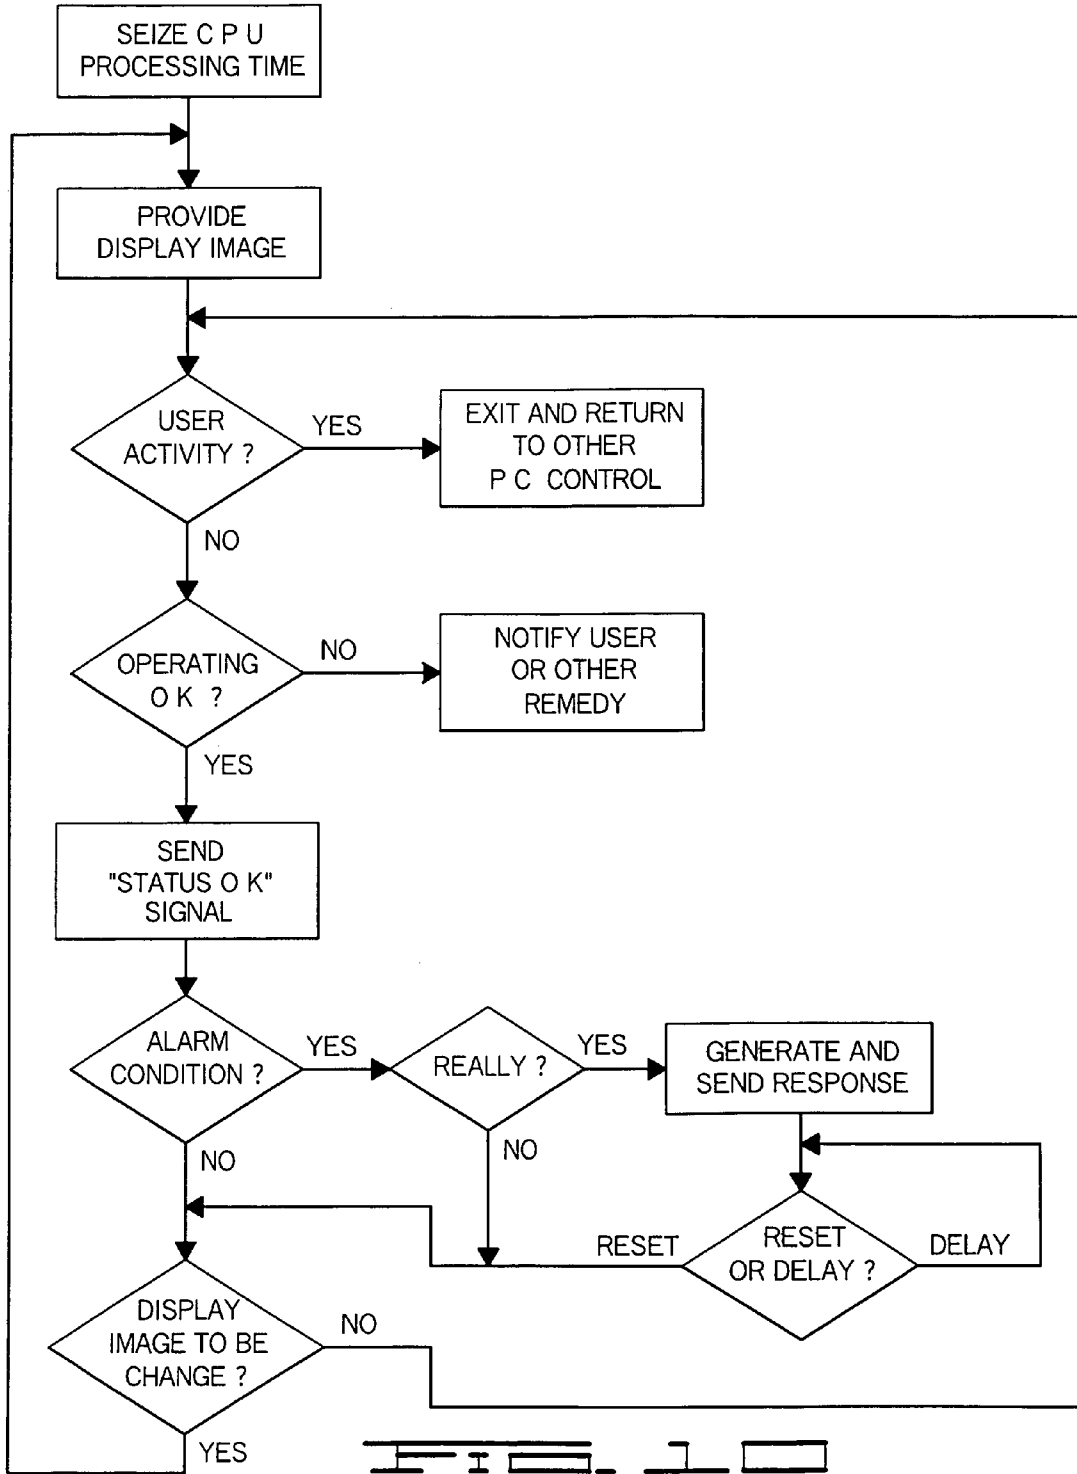 SEIZE C P U
PROCESSING TIME
PROVIDE
DISPLAY IMAGE
USER
ACTIVITY ?
YES
EXIT AND RETURN
TO OTHER
P C CONTROL
NO
OPERATING
O K ?
NO
NOTIFY USER
OR OTHER
REMEDY
YES
SEND
"STATUS O K"
SIGNAL
ALARM
CONDITION ?
YES
REALLY ?
YES
GENERATE AND
SEND RESPONSE
NO
NO
RESET
OR DELAY ?
RESET
DELAY
DISPLAY
IMAGE TO BE
CHANGE ?
NO
YES